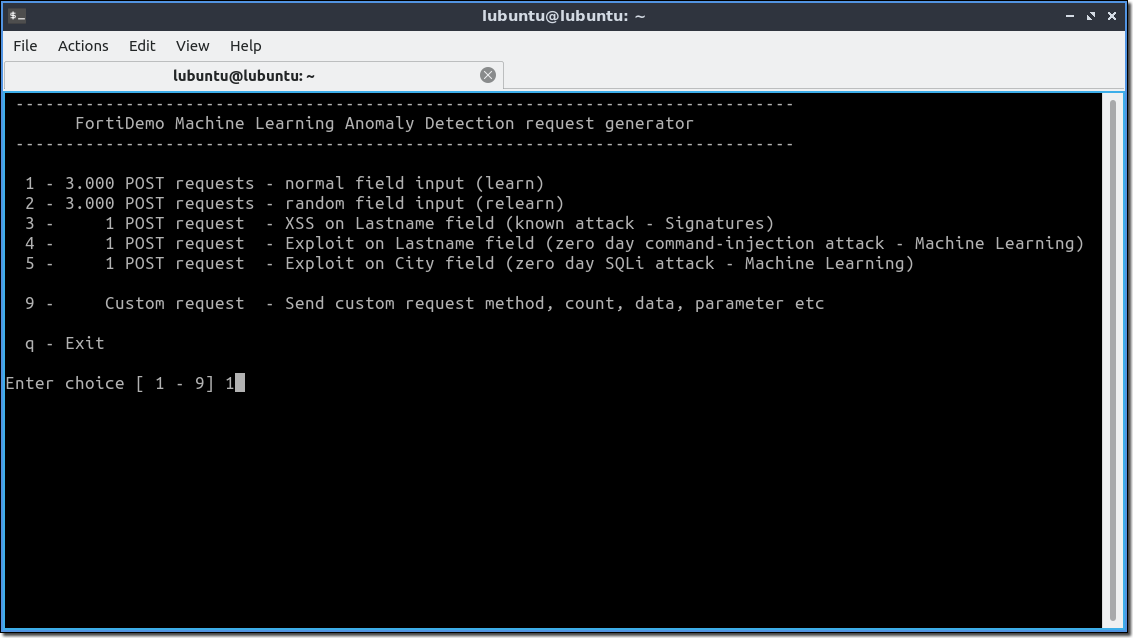 lubuntu@lubuntu: ~
File Actions Edit View Help
lubuntu@lubuntu: ~
------------------------------------------------------------------------------
FortiDemo Machine Learning Anomaly Detection request generator
------------------------------------------------------------------------------
1 - 3.000 POST requests - normal field input (learn)
2 - 3.000 POST requests - random field input (relearn)
3 -     1 POST request  - XSS on Lastname field (known attack - Signatures)
4 -     1 POST request  - Exploit on Lastname field (zero day command-injection attack - Machine Learning)
5 -     1 POST request  - Exploit on City field (zero day SQLi attack - Machine Learning)
9 -     Custom request  - Send custom request method, count, data, parameter etc
q - Exit
Enter choice [ 1 - 9] 1